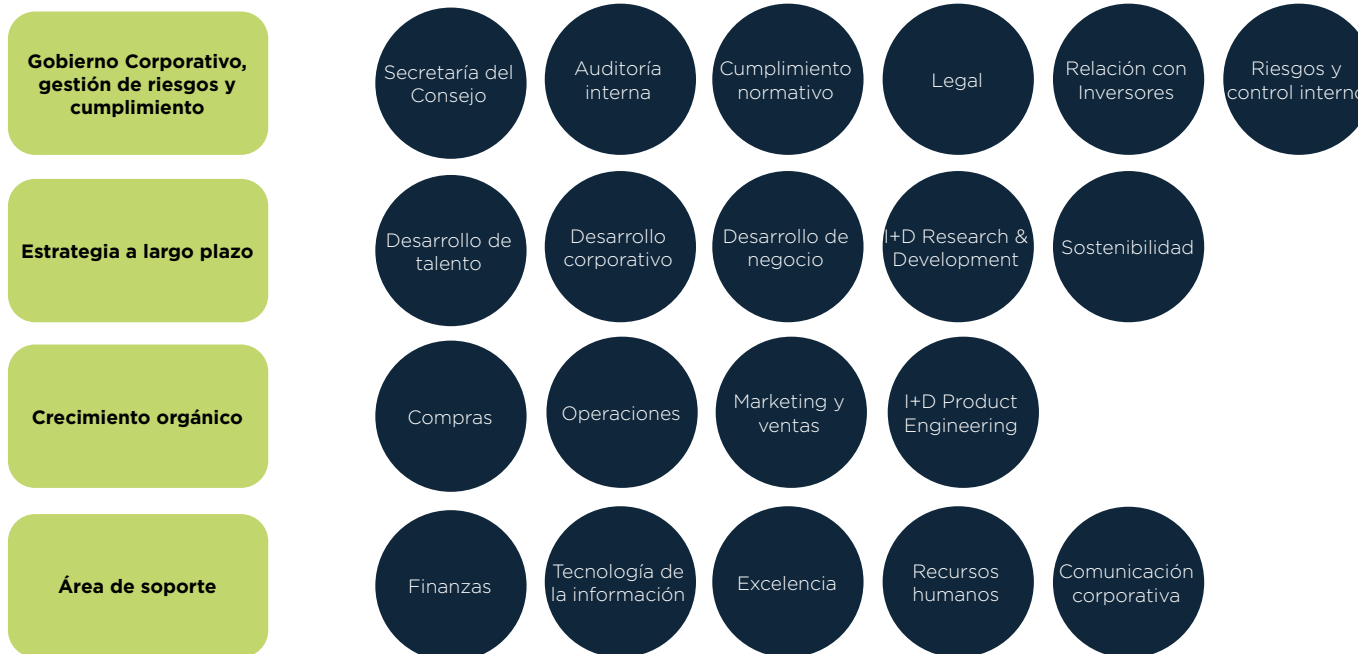 Gobierno Corporativo,
gestión de riesgos y
cumplimiento
Secretaría del
Consejo
Auditoría
interna
Cumplimiento
normativo
Legal
Relación con
Inversores
Riesgos y
control interno
Estrategia a largo plazo
Desarrollo de
talento
Desarrollo
corporativo
Desarrollo de
negocio
I+D Research &
Development
Sostenibilidad
Crecimiento orgánico
Compras
Operaciones
Marketing y
ventas
I+D Product
Engineering
Área de soporte
Finanzas
Tecnología de
la información
Excelencia
Recursos
humanos
Comunicación
corporativa